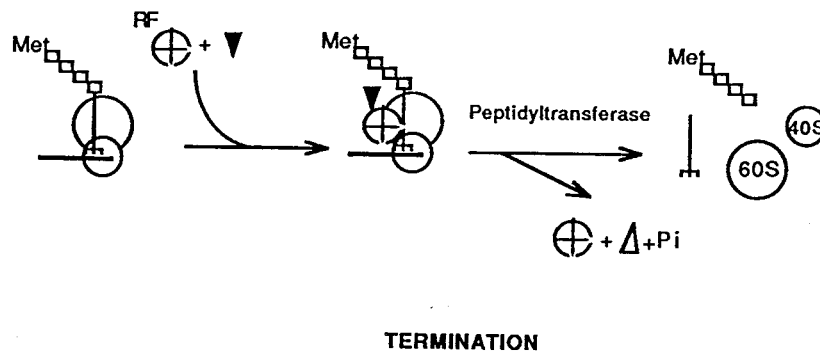 RF
Met
+
Met
Peptidyltransferase
Met
40S
60S
+ Δ +Pi
TERMINATION